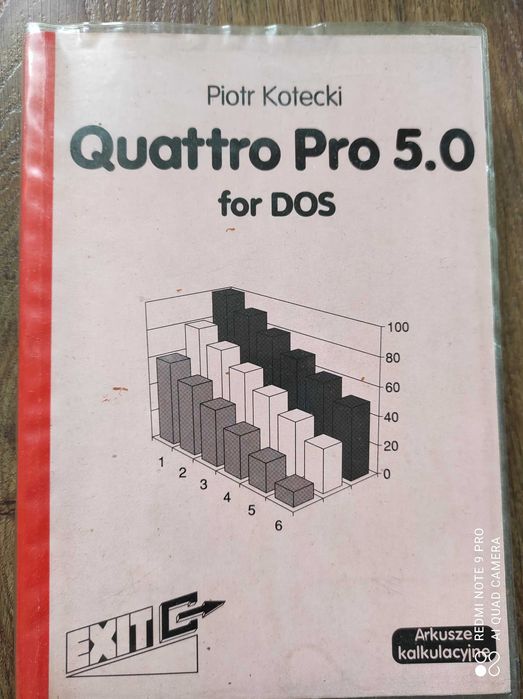 Piotr Kotecki
Quattro Pro 5.0
for DOS
100
80
60
40
20
0
1
2
3
4
5
6
EXIT
Arkusze
kalkulacyjne
REDMI NOTE 9 PRO
AI QUAD CAMERA